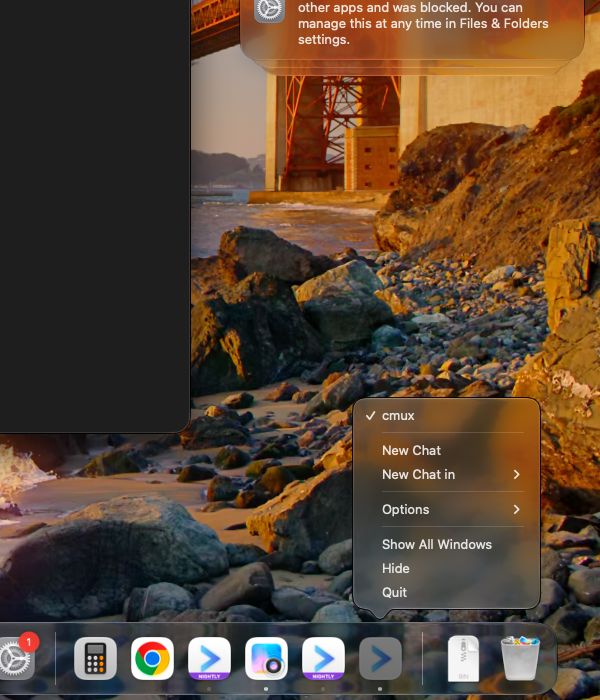 other apps and was blocked. You can
manage this at any time in Files & Folders
settings.
cmux
New Chat
New Chat in
Options
Show All Windows
Hide
Quit
1
NIGHTLY
NIGHTLY